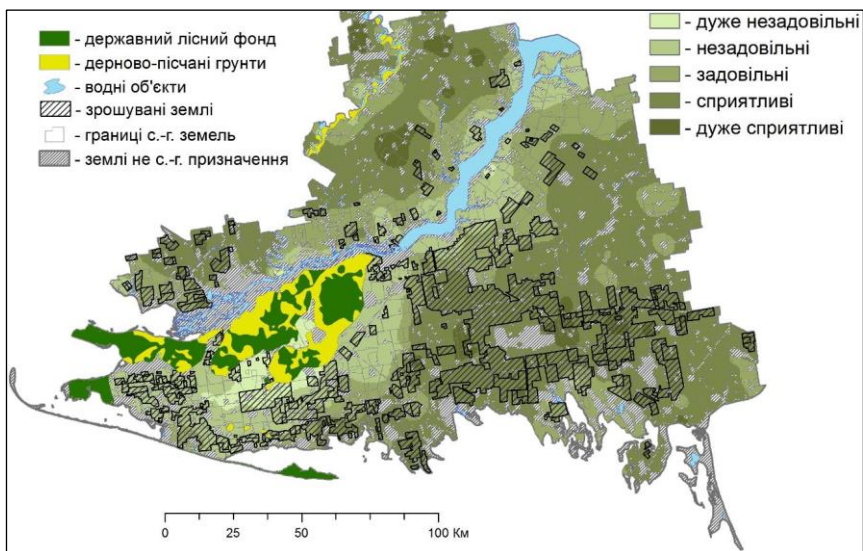 - державний лісний фонд
- дерново-пісчані грунти
- водні об'єкти
- зрошувані землі
- границі с.-г. земель
- землі не с.-г. призначення
- дуже незадовільні
- незадовільні
- задовільні
- сприятливі
- дуже сприятливі
0 25 50 100 Км